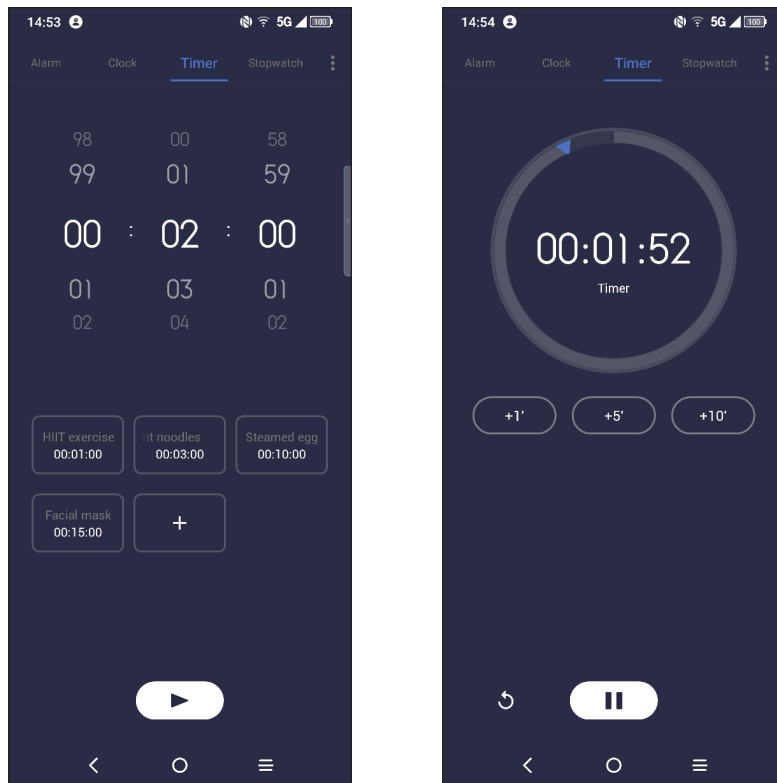 14:53 5G 100
Alarm Clock Timer Stopwatch
98 00 58
99 01 59
00 : 02 : 00
01 03 01
02 04 02
HIIT exercise nt noodles Steamed egg
00:01:00 00:03:00 00:10:00
Facial mask
00:15:00 +
14:54 5G 100
Alarm Clock Timer Stopwatch
00:01:52
Timer
+1' +5' +10'